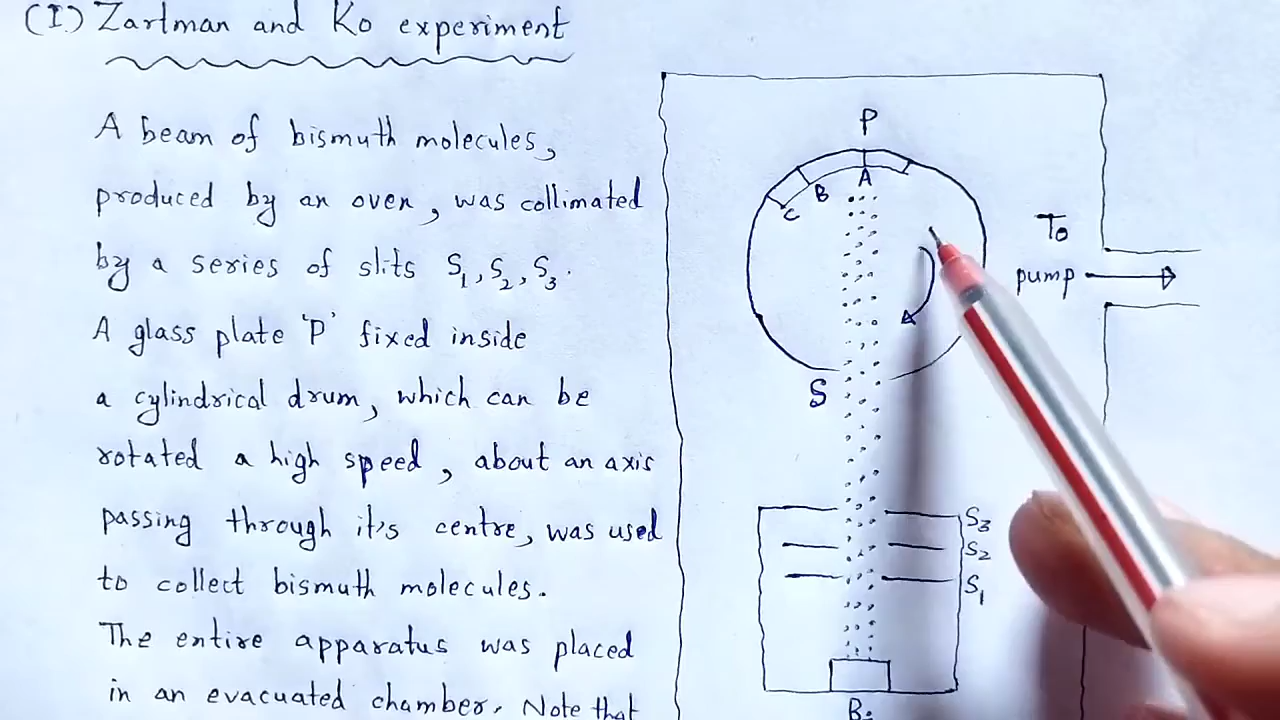 (I.) Zartman and Ko experiment
A beam of bismuth molecules,
produced by an oven, was collimated
by a series of slits S1, S2, S3.
A glass plate 'P' fixed inside
a cylindrical drum, which can be
rotated a high speed, about an axis
passing through it's centre, was used
to collect bismuth molecules.
The entire apparatus was placed
in an evacuated chamber. Note that
P
A
B
C
To
pump
S
S3
S2
S1
Bi